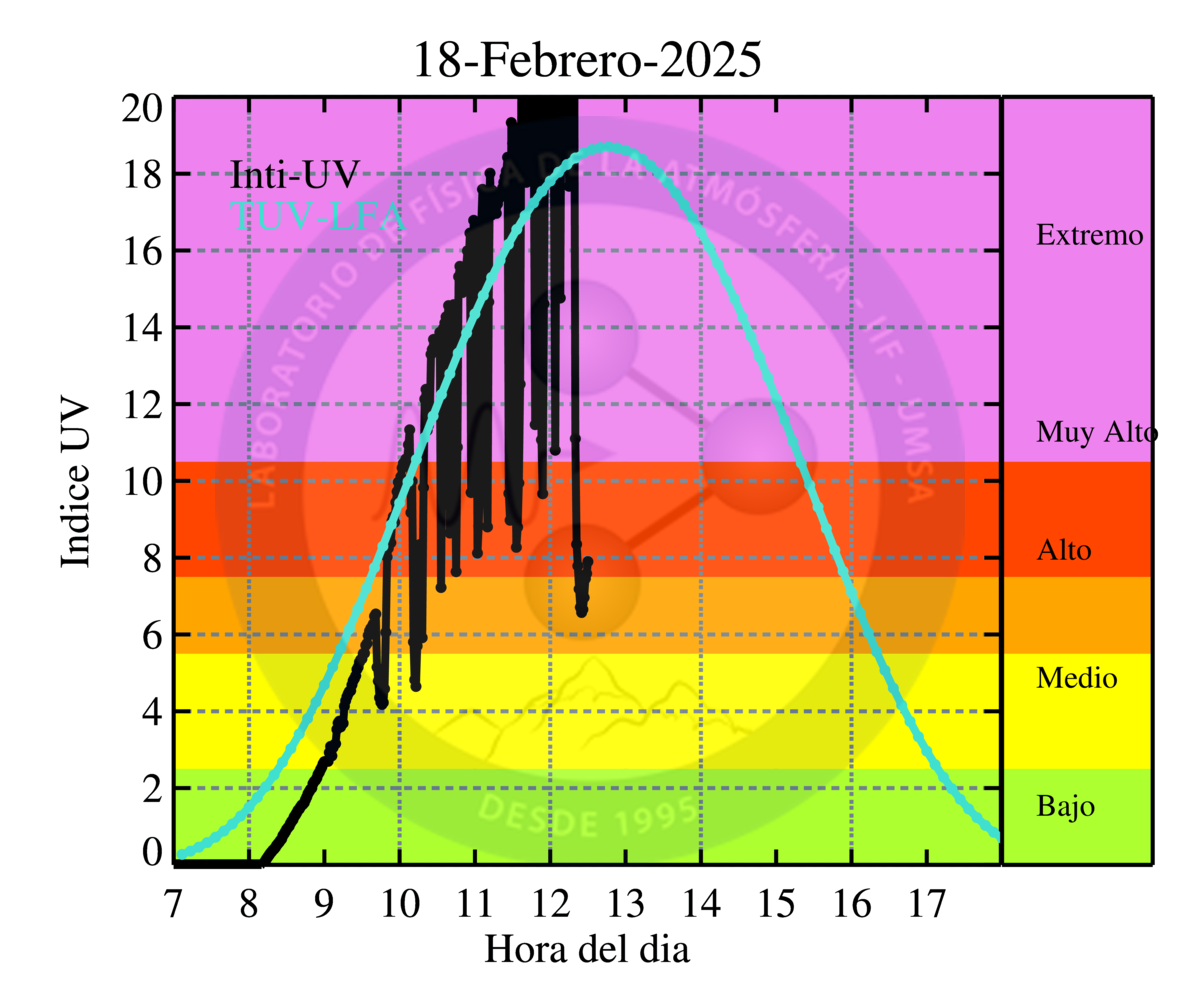 18-Febrero-2025
20
18
16
14
12
10
8
6
4
2
0
Indice UV
Inti-UV
TUV-LFA
LABORATORIO DE FÍSICA DE LA ATMÓSFERA - IIF - UMSA
DESDE 1995
Extremo
Muy Alto
Alto
Medio
Bajo
7 8 9 10 11 12 13 14 15 16 17
Hora del dia